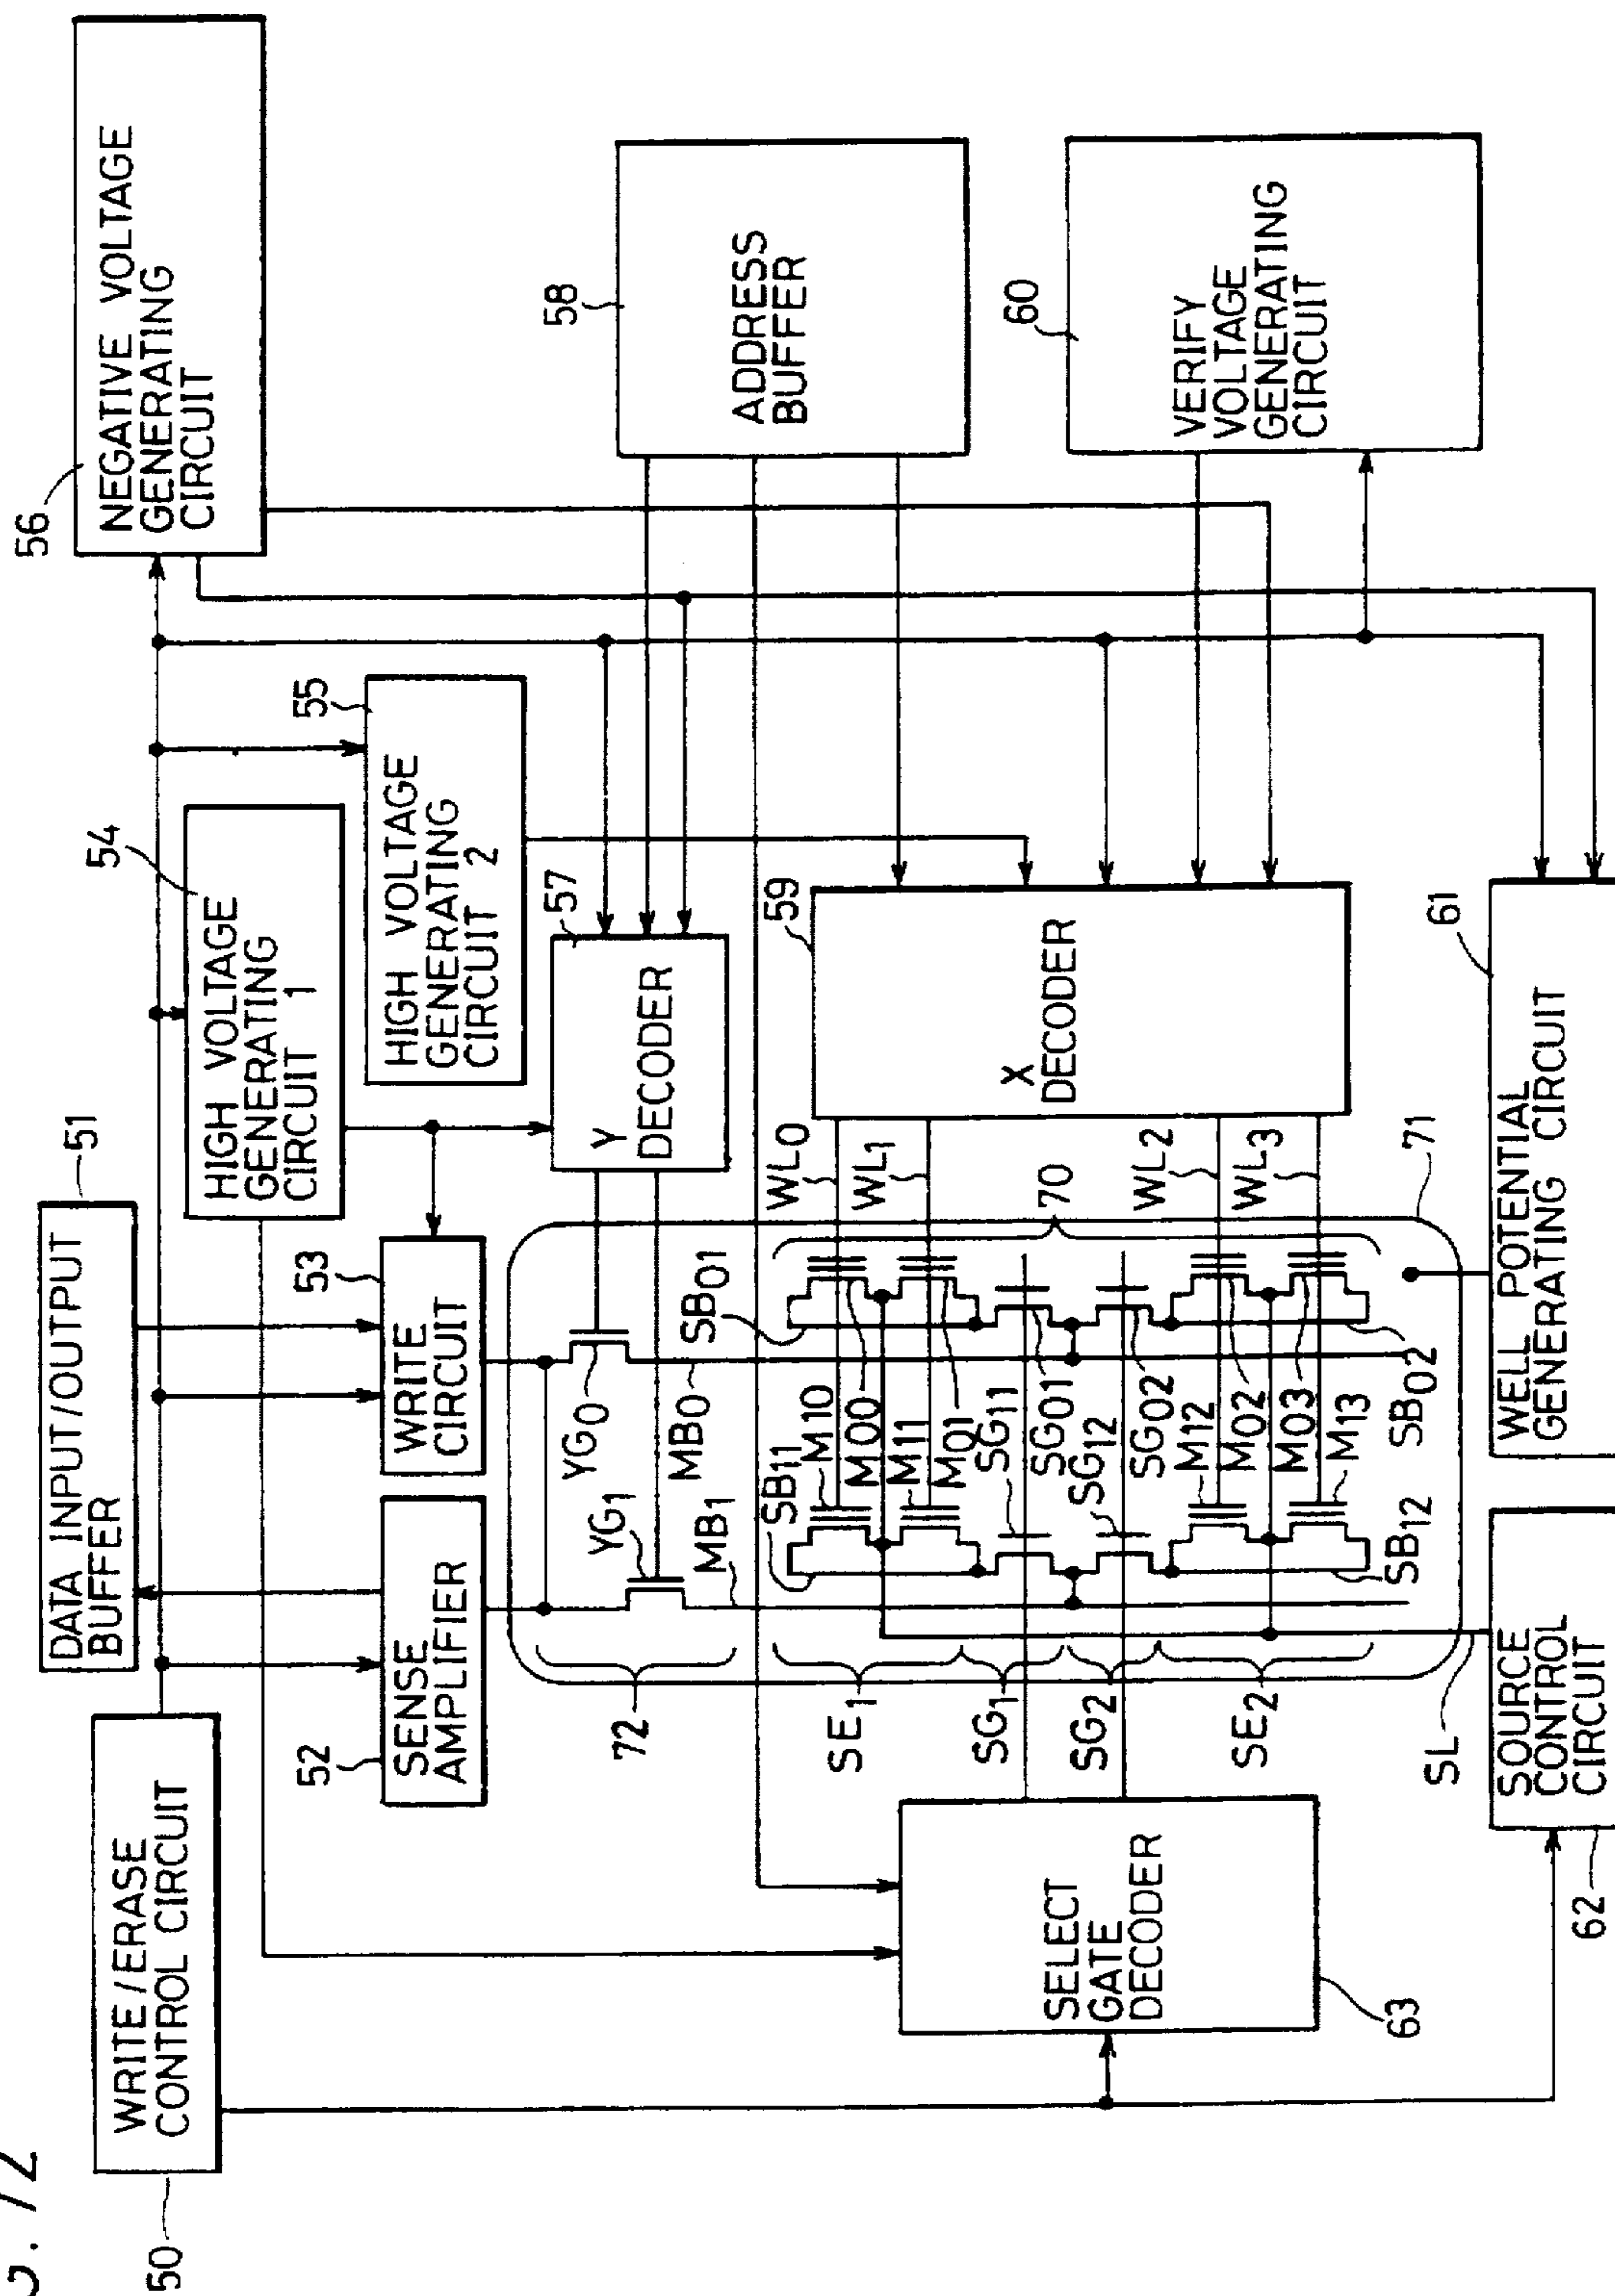 G. 72
50
WRITE/ERASE
CONTROL CIRCUIT
51
DATA INPUT/OUTPUT
BUFFER
54
HIGH VOLTAGE
GENERATING
CIRCUIT 1
55
HIGH VOLTAGE
GENERATING
CIRCUIT 2
56
NEGATIVE VOLTAGE
GENERATING
CIRCUIT
52
SENSE
AMPLIFIER
53
WRITE
CIRCUIT
57
Y
DECODER
58
ADDRESS
BUFFER
72
YG1
YG0
MB1
MB0
SB11
SB01
SE1
SG1
SG2
SE2
M10
M00
M11
M01
SG11
SG01
SG12
SG02
M12
M02
M03
M13
SB12
SB02
WL0
WL1
WL2
WL3
70
71
59
X
DECODER
60
VERIFY
VOLTAGE
GENERATING
CIRCUIT
63
SELECT
GATE
DECODER
SL
62
SOURCE
CONTROL
CIRCUIT
61
WELL POTENTIAL
GENERATING CIRCUIT